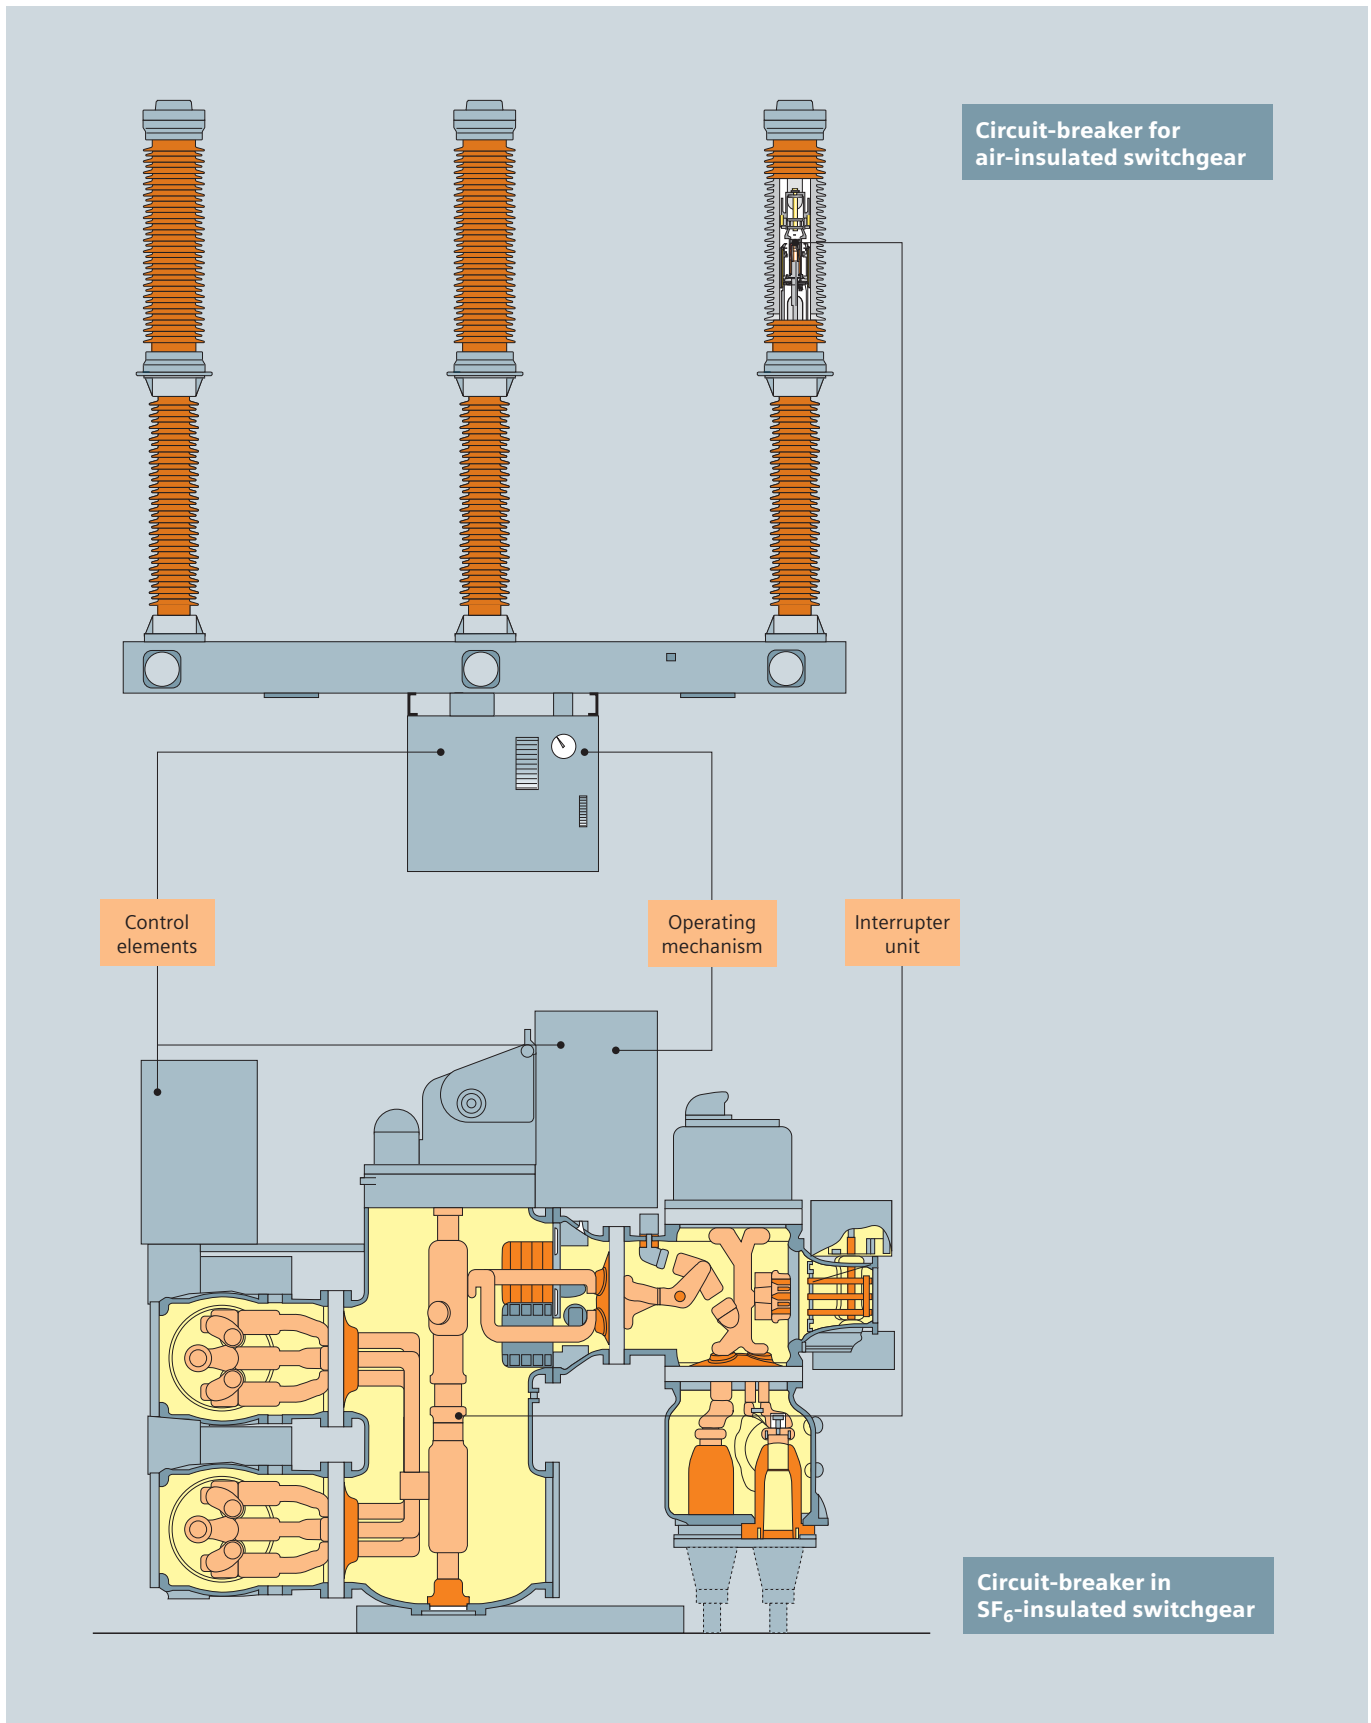 Circuit-breaker for
air-insulated switchgear
Control
elements
Operating
mechanism
Interrupter
unit
Circuit-breaker in
SF₆-insulated switchgear